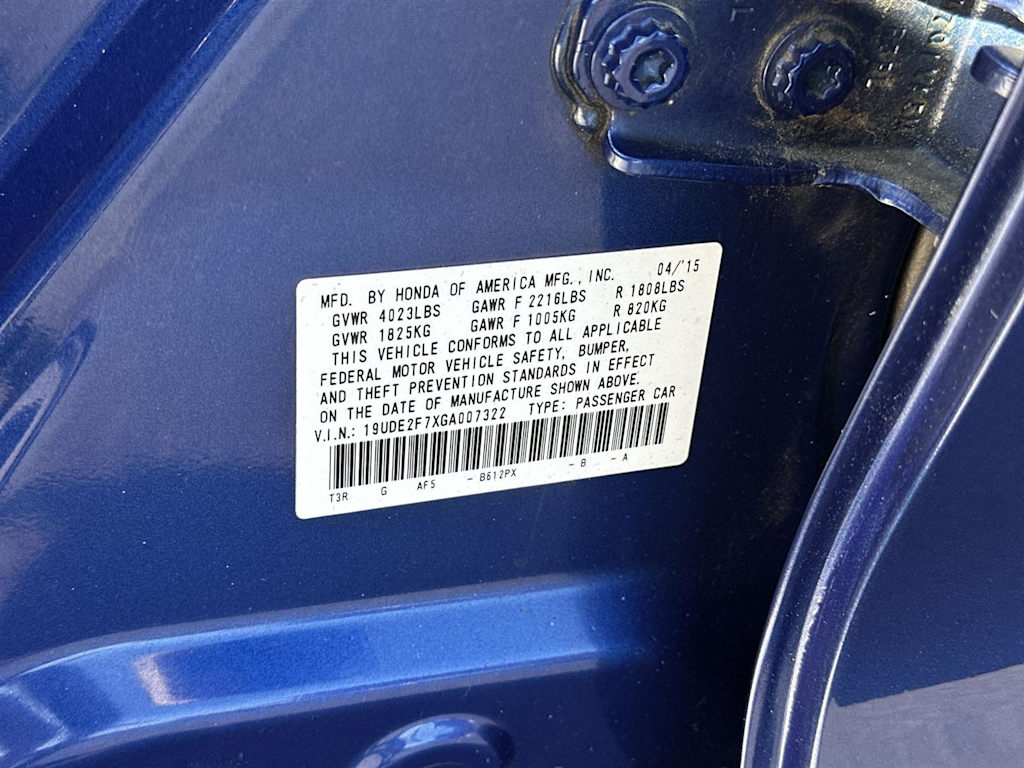 MFD. BY HONDA OF AMERICA MFG., INC. 04/'15
GVWR 4023LBS GAWR F 2216LBS R 1808LBS
GVWR 1825KG GAWR F 1005KG R 820KG
THIS VEHICLE CONFORMS TO ALL APPLICABLE
FEDERAL MOTOR VEHICLE SAFETY, BUMPER,
AND THEFT PREVENTION STANDARDS IN EFFECT
ON THE DATE OF MANUFACTURE SHOWN ABOVE.
V.I.N.: 19UDE2F7XGA007322 TYPE: PASSENGER CAR
T3R G AF5 - B612PX - B - A